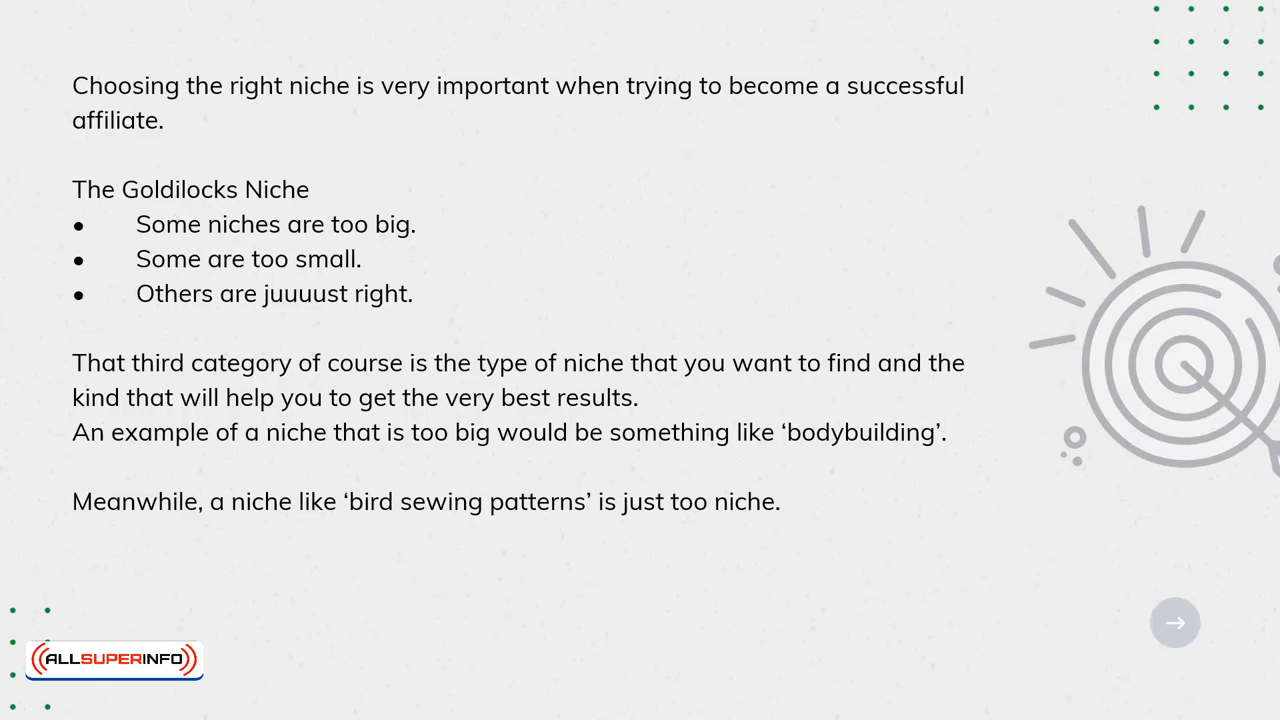 Choosing the right niche is very important when trying to become a successful
affiliate.
The Goldilocks Niche
• Some niches are too big.
• Some are too small.
• Others are juuuust right.
That third category of course is the type of niche that you want to find and the
kind that will help you to get the very best results.
An example of a niche that is too big would be something like ‘bodybuilding’.
Meanwhile, a niche like ‘bird sewing patterns’ is just too niche.
ALLSUPERINFO